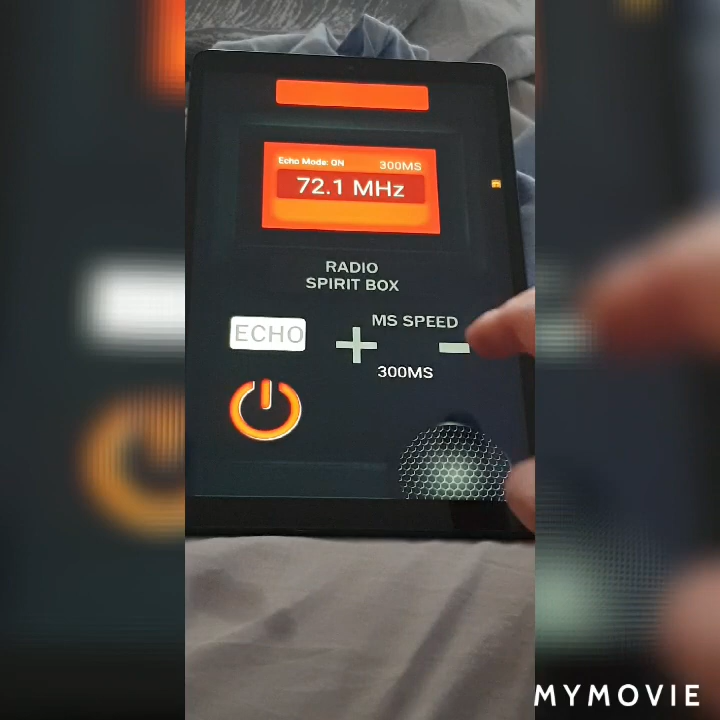 Echo Mode: ON 300MS
72.1 MHz
RADIO
SPIRIT BOX
MS SPEED
ECHO
300MS
MYMOVIE